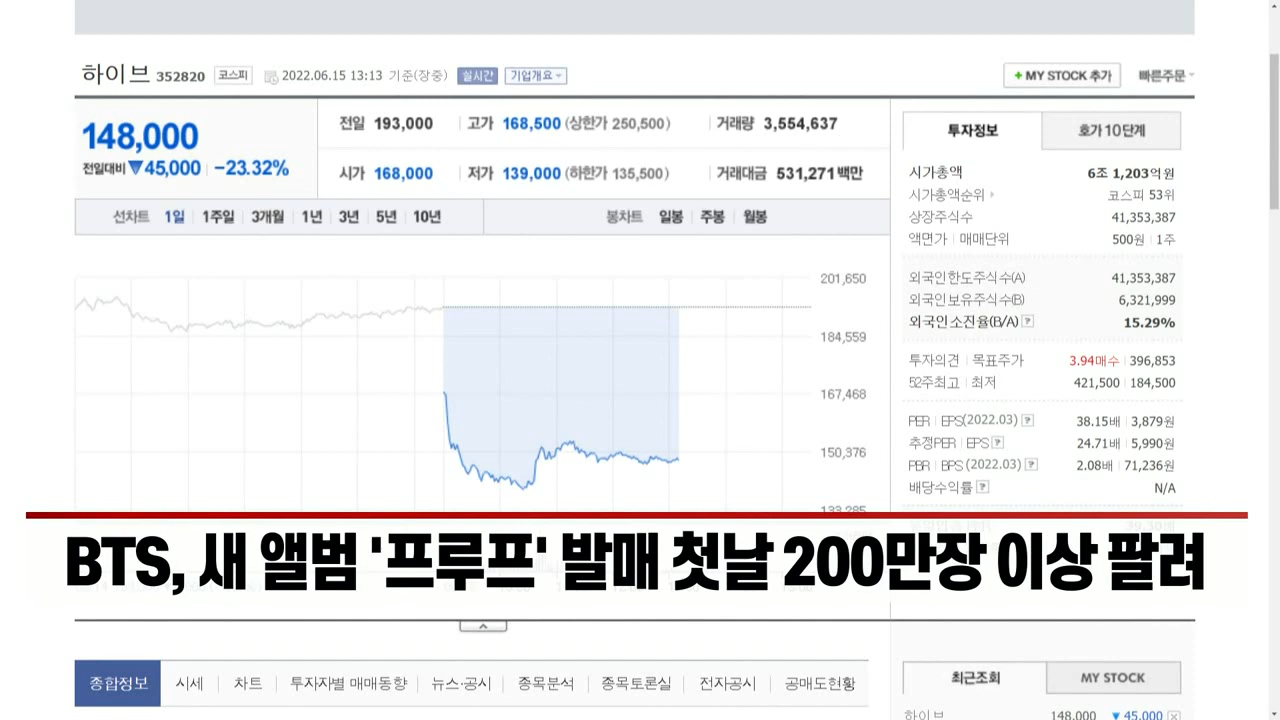 하이브 352820 코스피 2022.06.15 13:13 기준(장중) 실시간 기업개요
+ MY STOCK 추가 빠른주문
148,000
전일대비 ▼45,000 -23.32%
전일 193,000 고가 168,500 (상한가 250,500) 거래량 3,554,637
시가 168,000 저가 139,000 (하한가 135,500) 거래대금 531,271 백만
선차트 1일 1주일 3개월 1년 3년 5년 10년 봉차트 일봉 주봉 월봉
201,650
184,559
167,468
150,376
133,285
투자정보 호가 10단계
시가총액 6조 1,203억원
시가총액순위 코스피 53위
상장주식수 41,353,387
액면가 매매단위 500원 1주
외국인한도주식수(A) 41,353,387
외국인보유주식수(B) 6,321,999
외국인소진율(B/A) ? 15.29%
투자의견 목표주가 3.94매수 396,853
52주최고 최저 421,500 184,500
PER EPS(2022.03) ? 38.15배 3,879원
추정PER EPS ? 24.71배 5,990원
PBR BPS (2022.03) ? 2.08배 71,236원
배당수익률 ? N/A
BTS, 새 앨범 '프루프' 발매 첫날 200만장 이상 팔려
종합정보 시세 차트 투자자별 매매동향 뉴스·공시 종목분석 종목토론실 전자공시 공매도현황
최근조회 MY STOCK
하이브 148,000 ▼ 45,000